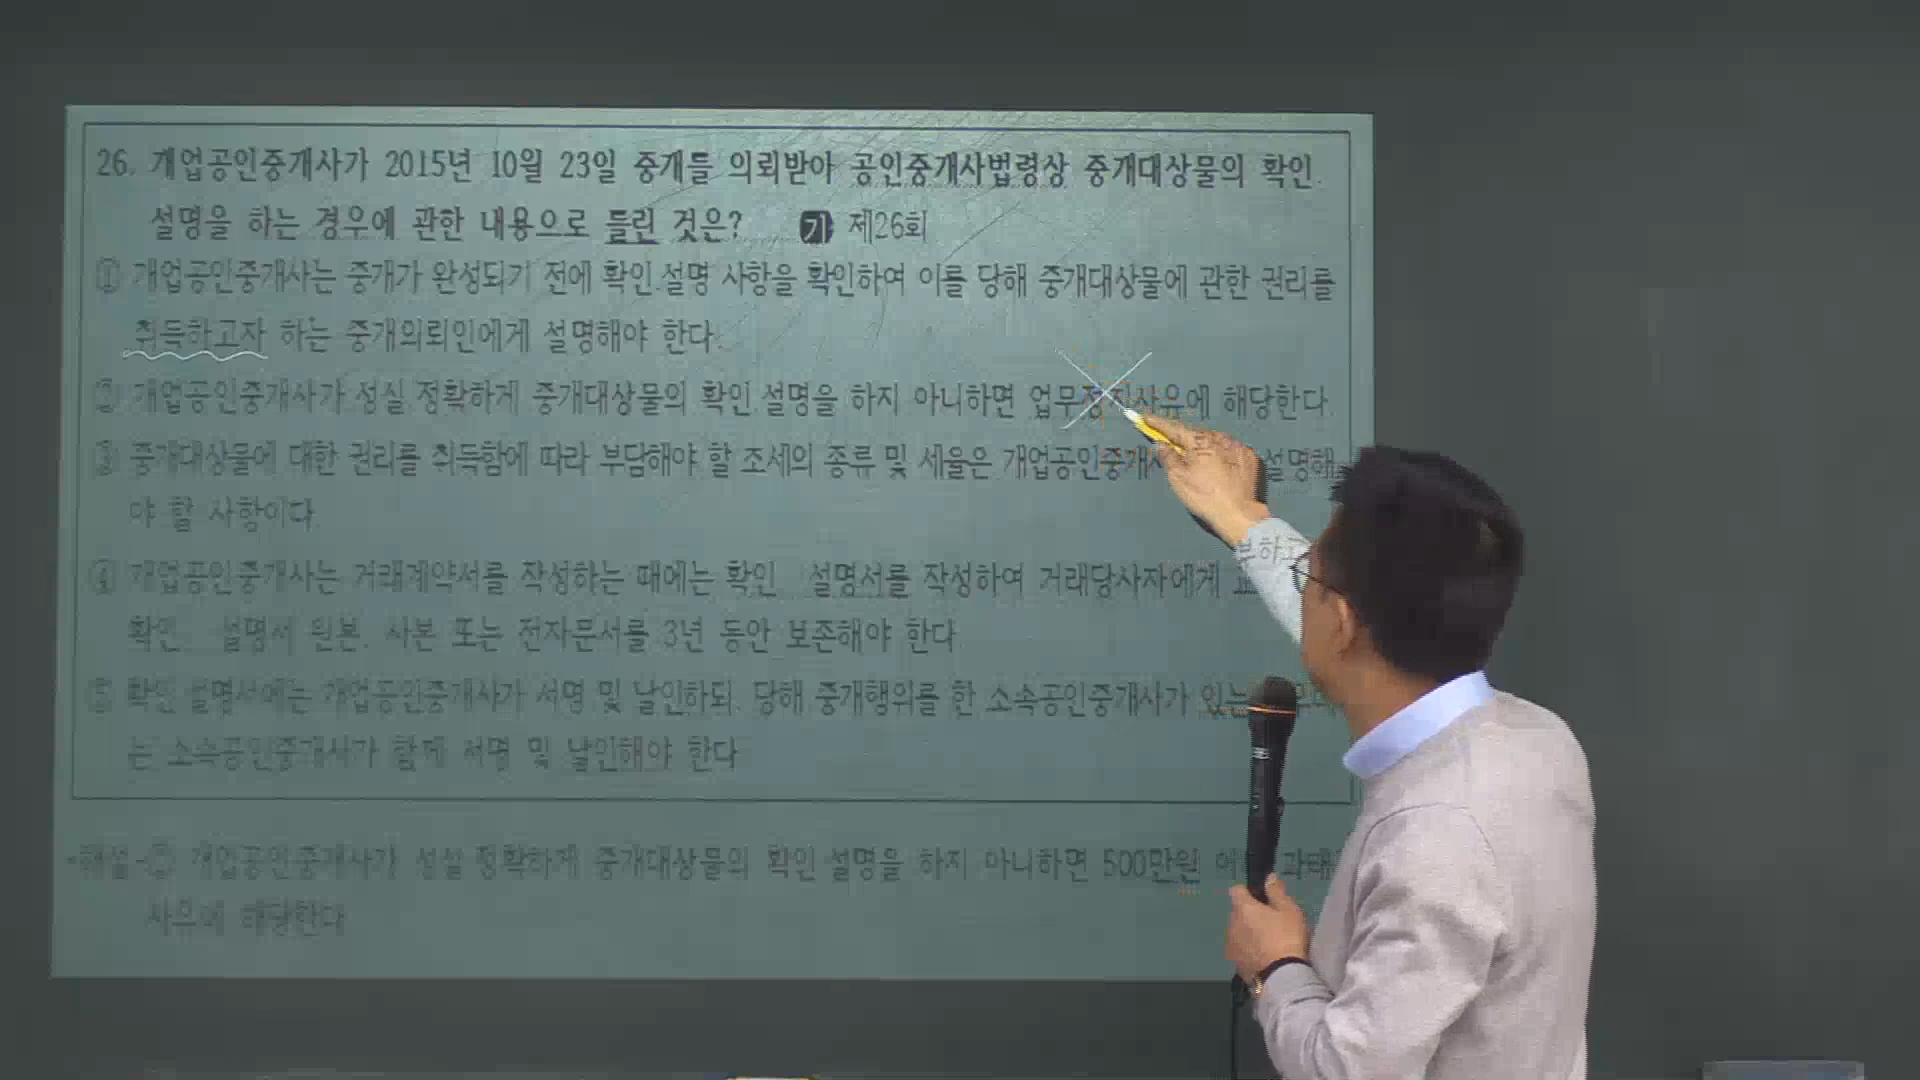 26. 개업공인중개사가 2015년 10월 23일 중개를 의뢰받아 공인중개사법령상 중개대상물의 확인.
설명을 하는 경우에 관한 내용으로 틀린 것은? 기 제26회
① 개업공인중개사는 중개가 완성되기 전에 확인.설명 사항을 확인하여 이를 당해 중개대상물에 관한 권리를
취득하고자 하는 중개의뢰인에게 설명해야 한다.
② 개업공인중개사가 성실.정확하게 중개대상물의 확인.설명을 하지 아니하면 업무정지사유에 해당한다.
③ 중개대상물에 대한 권리를 취득함에 따라 부담해야 할 조세의 종류 및 세율은 개업공인중개사 설명해
야 할 사항이다.
④ 개업공인중개사는 거래계약서를 작성하는 때에는 확인 설명서를 작성하여 거래당사자에게 부하고
확인 설명서 원본, 사본 또는 전자문서를 3년 동안 보존해야 한다.
⑤ 확인.설명서에는 개업공인중개사가 서명 및 날인하되, 당해 중개행위를 한 소속공인중개사가 있는
는 소속공인중개사가 함께 서명 및 날인해야 한다.
-해설-② 개업공인중개사가 성실.정확하게 중개대상물의 확인.설명을 하지 아니하면 500만원 과태
사유에 해당한다.